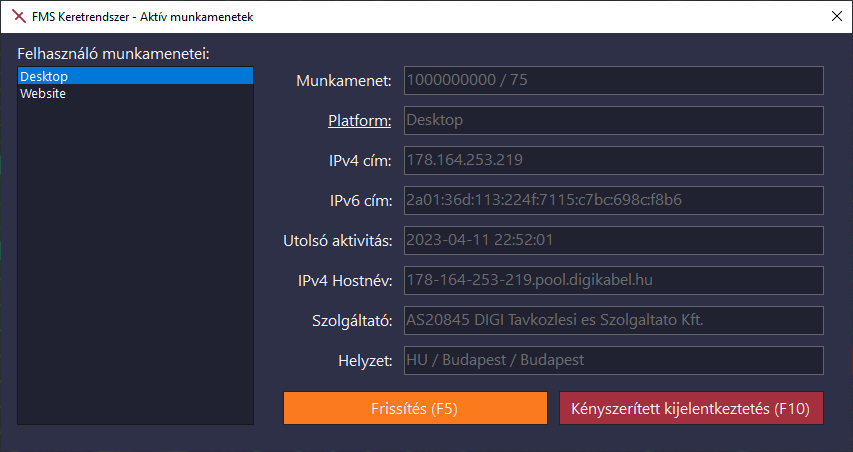 FMS Keretrendszer - Aktív munkamenetek
Felhasználó munkamenetei:
Desktop
Website
Munkamenet: 1000000000 / 75
Platform: Desktop
IPv4 cím: 178.164.253.219
IPv6 cím: 2a01:36d:113:224f:7115:c7bc:698c:f8b6
Utolsó aktivitás: 2023-04-11 22:52:01
IPv4 Hostnév: 178-164-253-219.pool.digikabel.hu
Szolgáltató: AS20845 DIGI Tavkozlesi es Szolgaltato Kft.
Helyzet: HU / Budapest / Budapest
Frissítés (F5) Kényszerített kijelentkeztetés (F10)